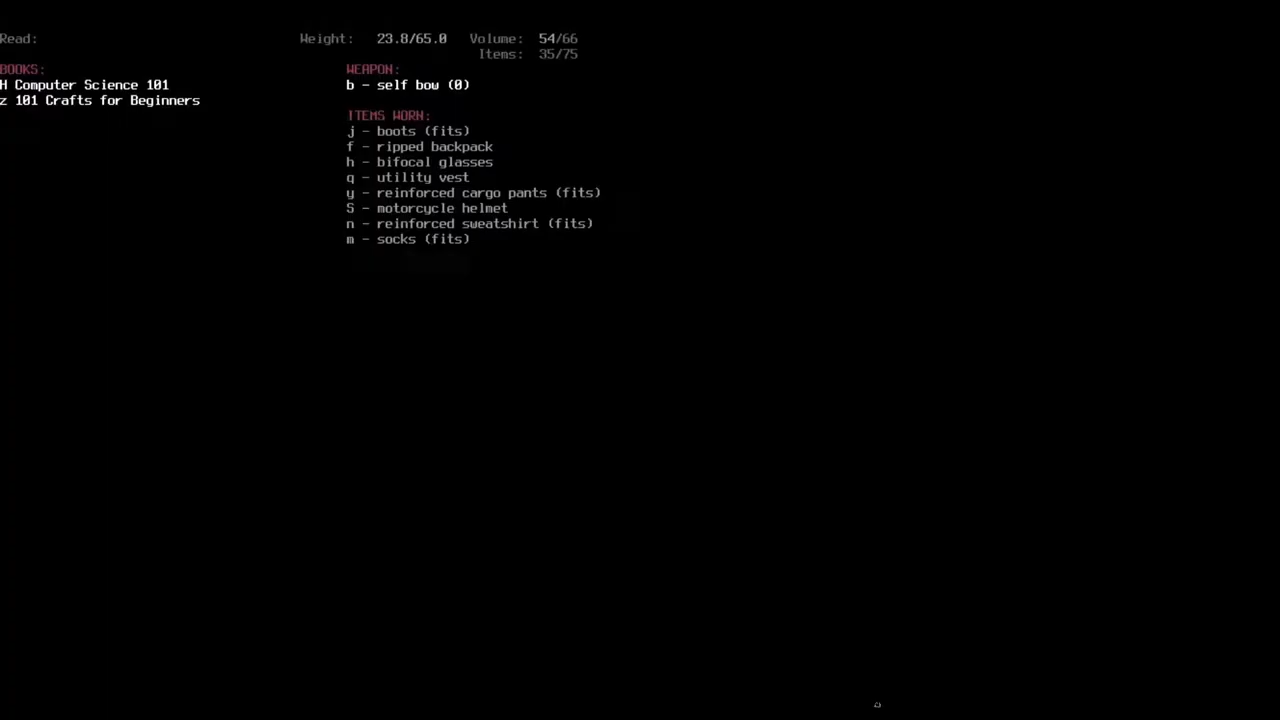 Read: Weight: 23.8/65.0 Volume: 54/66
Items: 35/75
BOOKS: WEAPON:
H Computer Science 101 b - self bow (0)
z 101 Crafts for Beginners
ITEMS WORN:
j - boots (fits)
f - ripped backpack
h - bifocal glasses
q - utility vest
y - reinforced cargo pants (fits)
S - motorcycle helmet
n - reinforced sweatshirt (fits)
m - socks (fits)